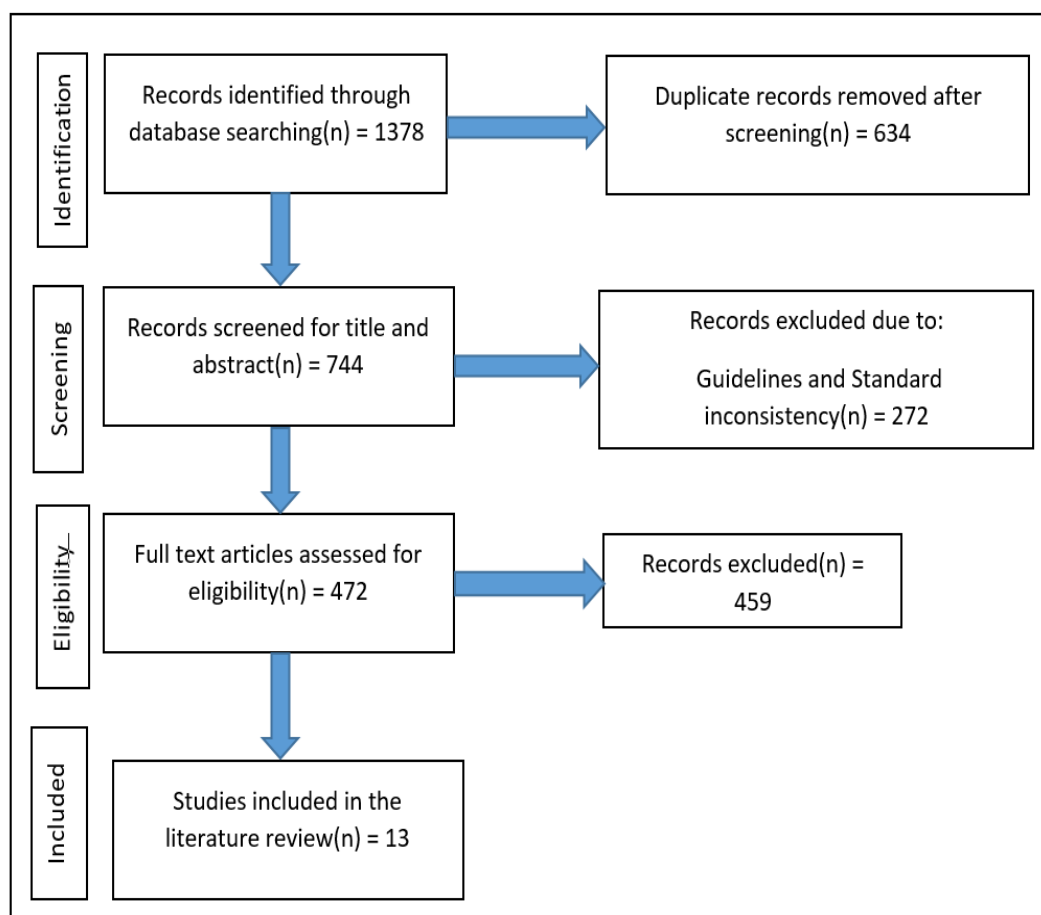 Identification
Records identified through
database searching(n) = 1378
Duplicate records removed after
screening(n) = 634
Screening
Records screened for title and
abstract(n) = 744
Records excluded due to:
Guidelines and Standard
inconsistency(n) = 272
Eligibility
Full text articles assessed for
eligibility(n) = 472
Records excluded(n) =
459
Included
Studies included in the
literature review(n) = 13